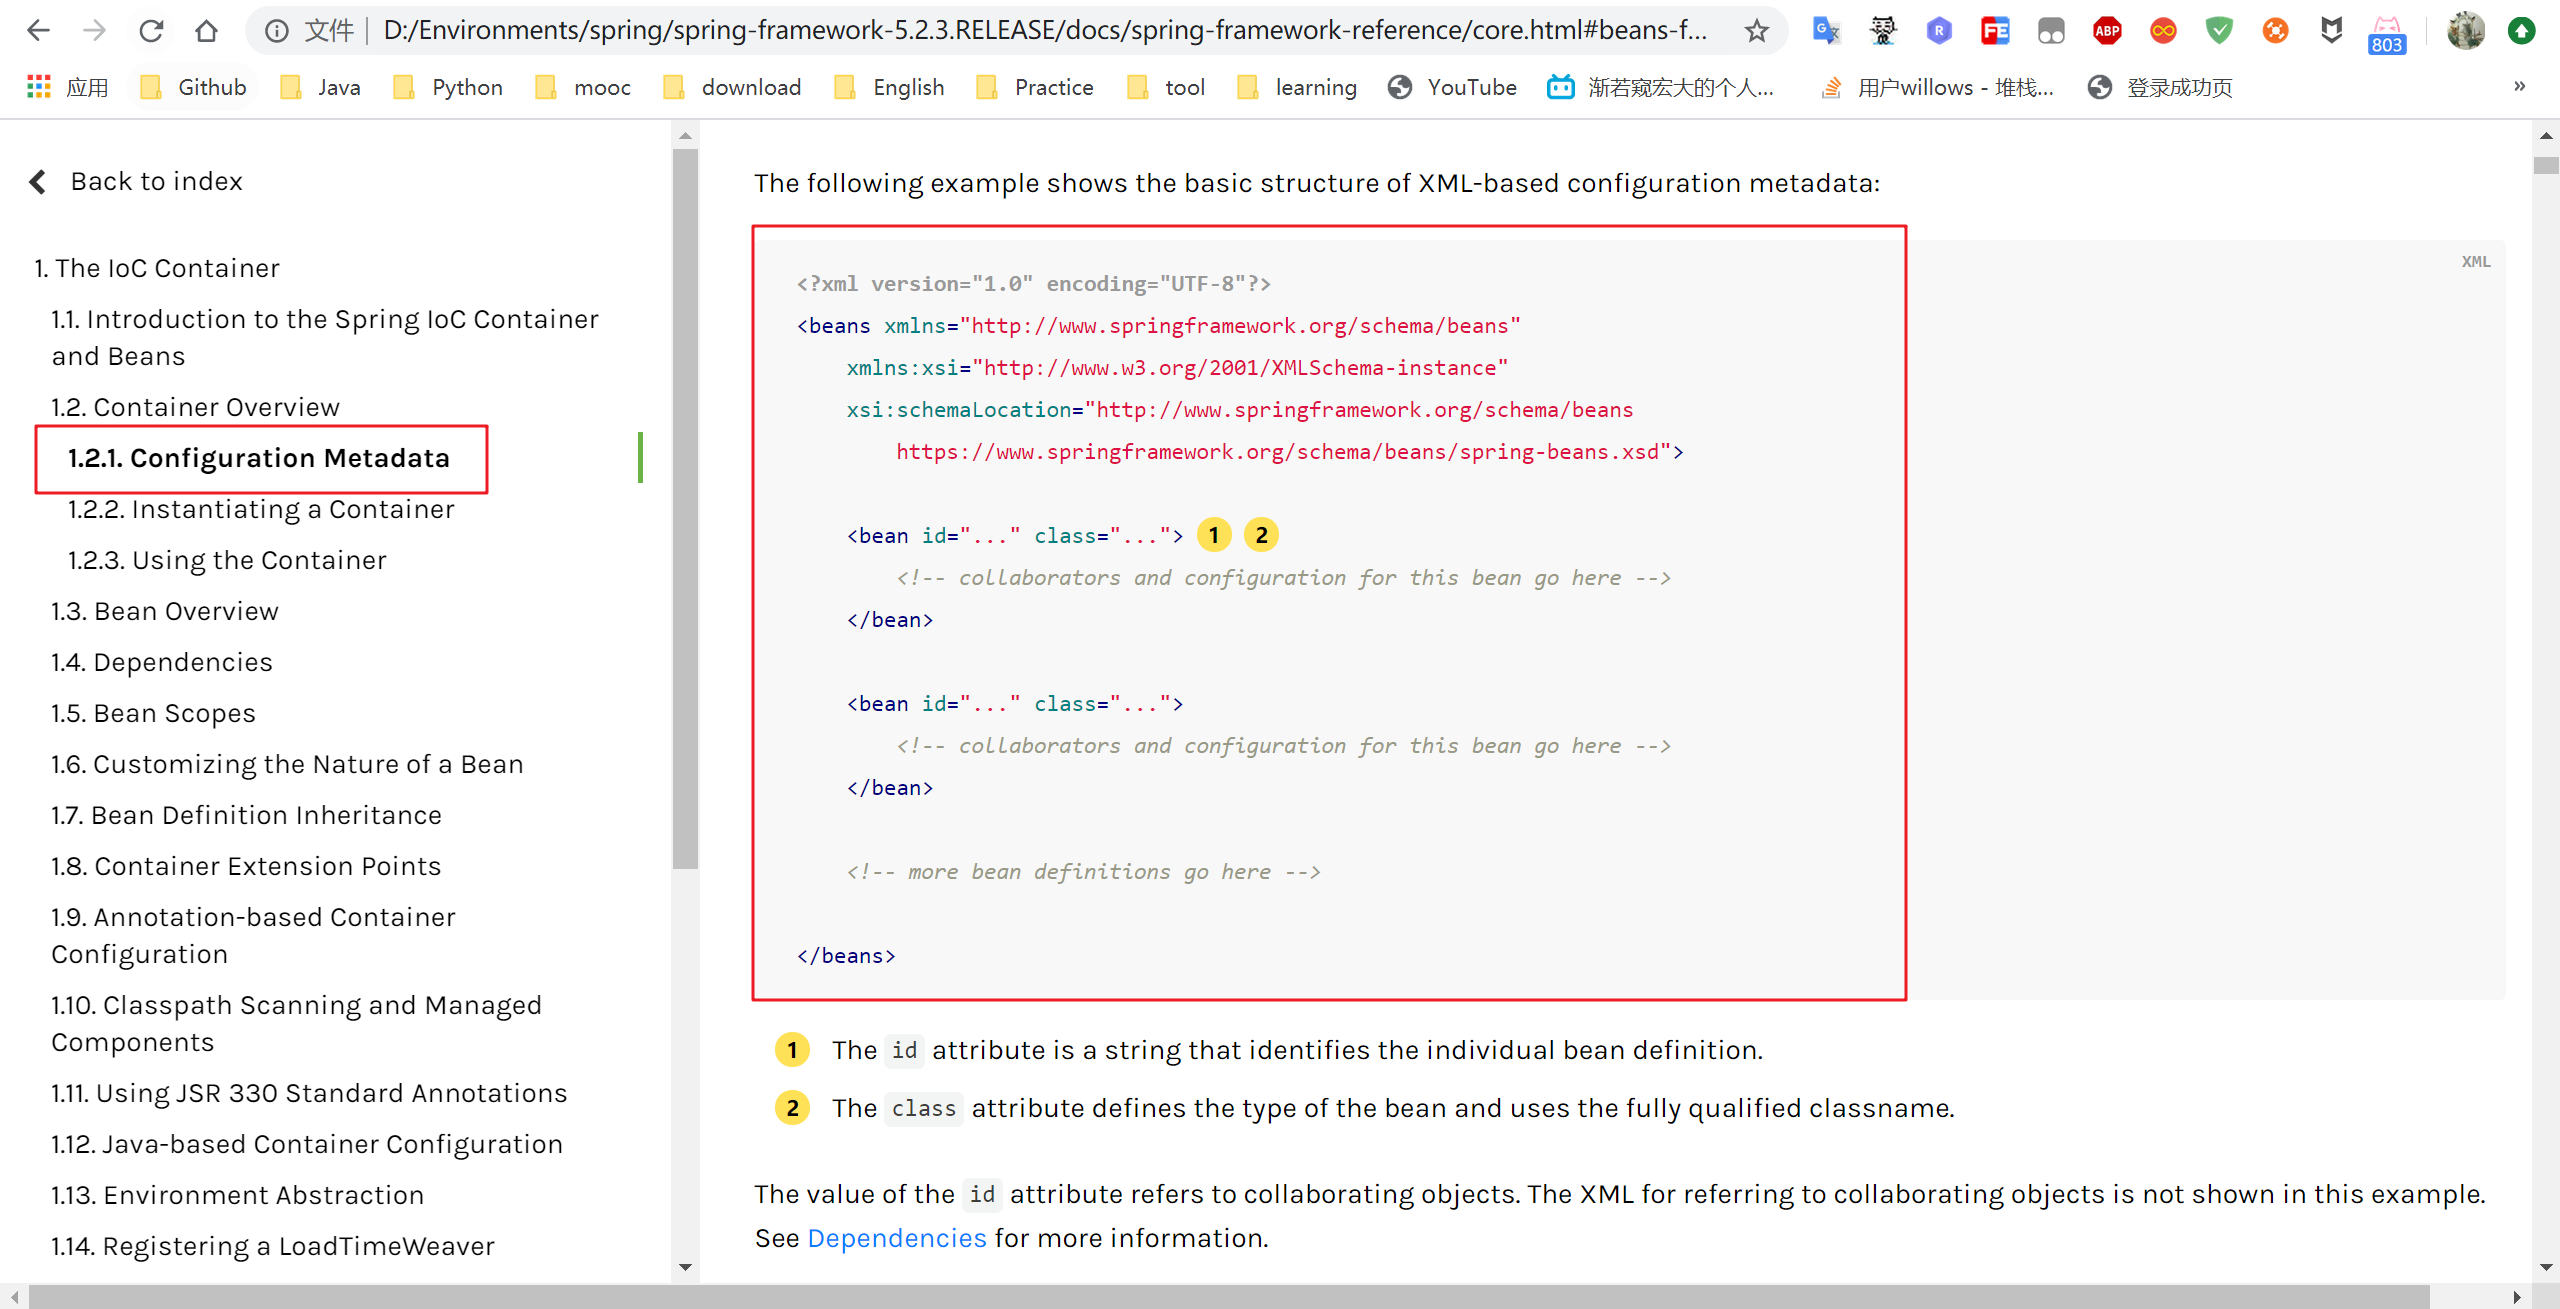 文件 D:/Environments/spring/spring-framework-5.2.3.RELEASE/docs/spring-framework-reference/core.html#beans-f...
ABP
803
应用 Github Java Python mooc download English Practice tool learning YouTube 渐若窥宏大的个人... 用户willows - 堆栈... 登录成功页 »
Back to index
1. The IoC Container
1.1. Introduction to the Spring IoC Container
and Beans
1.2. Container Overview
1.2.1. Configuration Metadata
1.2.2. Instantiating a Container
1.2.3. Using the Container
1.3. Bean Overview
1.4. Dependencies
1.5. Bean Scopes
1.6. Customizing the Nature of a Bean
1.7. Bean Definition Inheritance
1.8. Container Extension Points
1.9. Annotation-based Container
Configuration
1.10. Classpath Scanning and Managed
Components
1.11. Using JSR 330 Standard Annotations
1.12. Java-based Container Configuration
1.13. Environment Abstraction
1.14. Registering a LoadTimeWeaver
The following example shows the basic structure of XML-based configuration metadata:
XML
<?xml version="1.0" encoding="UTF-8"?>
<beans xmlns="http://www.springframework.org/schema/beans"
xmlns:xsi="http://www.w3.org/2001/XMLSchema-instance"
xsi:schemaLocation="http://www.springframework.org/schema/beans
https://www.springframework.org/schema/beans/spring-beans.xsd">
<bean id="..." class="..."> 1 2
<!-- collaborators and configuration for this bean go here -->
</bean>
<bean id="..." class="...">
<!-- collaborators and configuration for this bean go here -->
</bean>
<!-- more bean definitions go here -->
</beans>
1 The id attribute is a string that identifies the individual bean definition.
2 The class attribute defines the type of the bean and uses the fully qualified classname.
The value of the id attribute refers to collaborating objects. The XML for referring to collaborating objects is not shown in this example.
See Dependencies for more information.